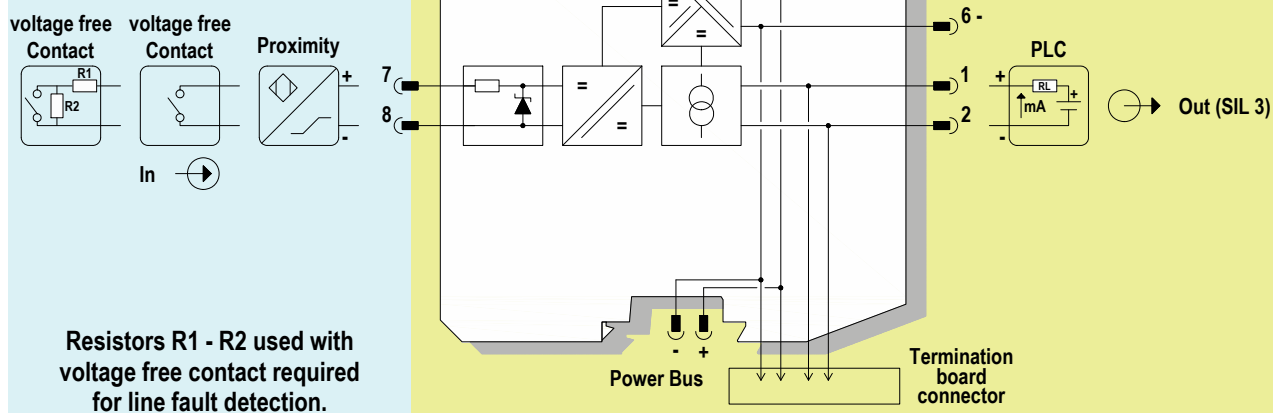 voltage free
Contact
voltage free
Contact
Proximity
R1
R2
+
-
In
7
8
=
=
=
=
6 -
1
2
PLC
+
-
RL
mA
+
Out (SIL 3)
- +
Power Bus
Termination
board
connector
Resistors R1 - R2 used with
voltage free contact required
for line fault detection.